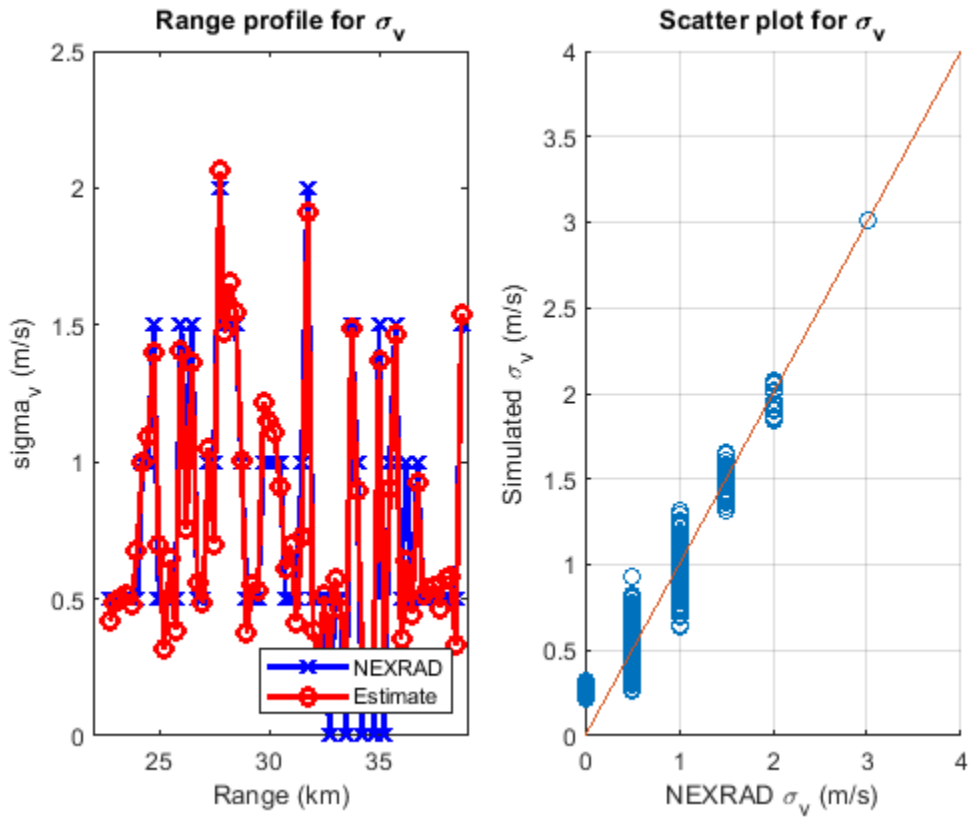 Range profile for σv
2.5
2
1.5
1
0.5
0
sigmav (m/s)
25
30
35
Range (km)
NEXRAD
Estimate
Scatter plot for σv
4
3.5
3
2.5
2
1.5
1
0.5
0
Simulated σv (m/s)
0
1
2
3
4
NEXRAD σv (m/s)